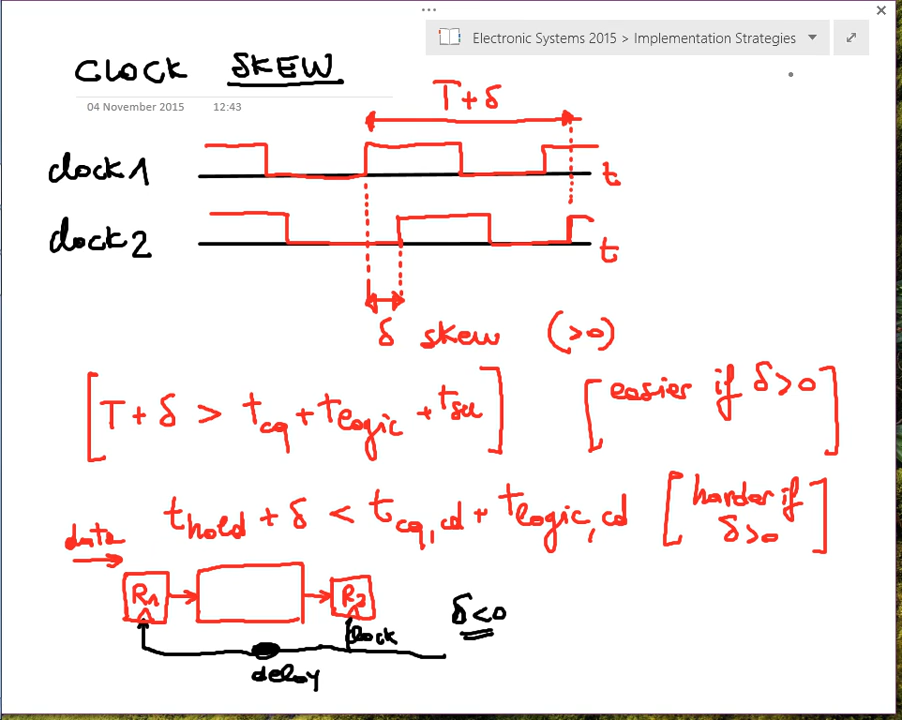 Electronic Systems 2015 > Implementation Strategies
CLOCK SKEW
04 November 2015 12:43
T+δ
clock1 t
clock2 t
δ skew (>0)
[T+δ > tcq+tlogic+tsu] [easier if δ>0]
thold+δ < tcq,cd+tlogic,cd [harder if
δ>0]
data
R1 R2
δ<0
clock
delay